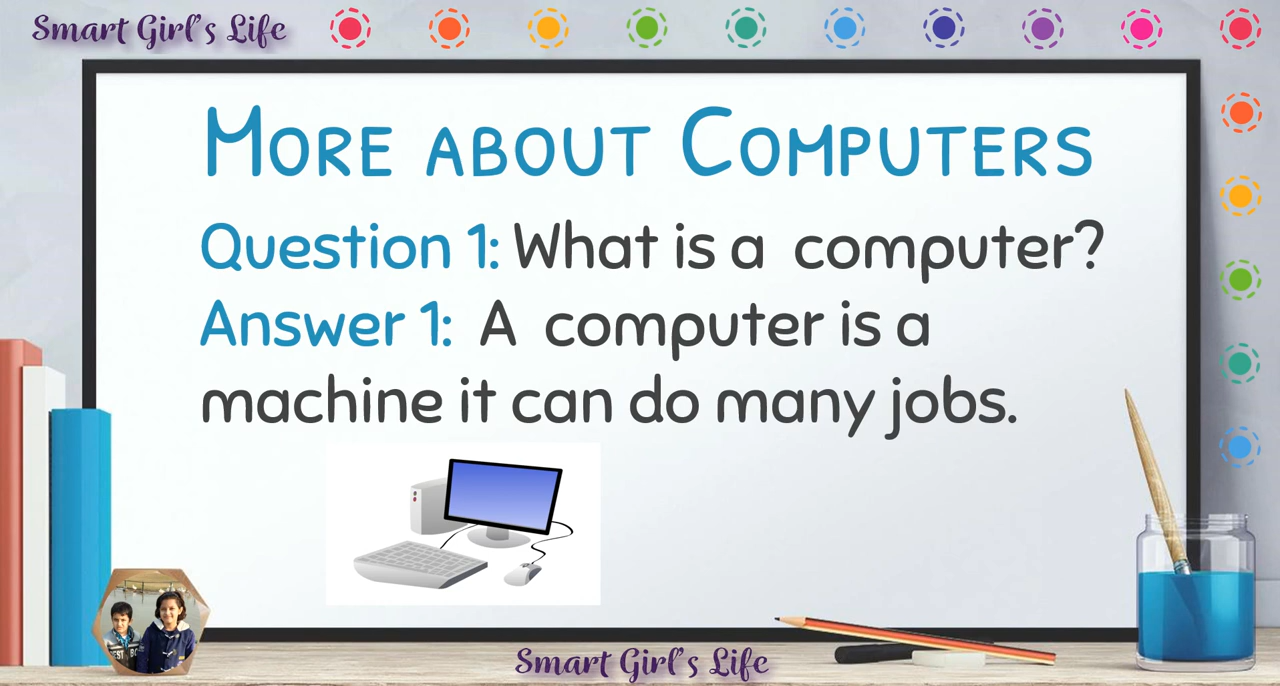 Smart Girl's Life
More about Computers
Question 1: What is a computer?
Answer 1: A computer is a
machine it can do many jobs.
Smart Girl's Life